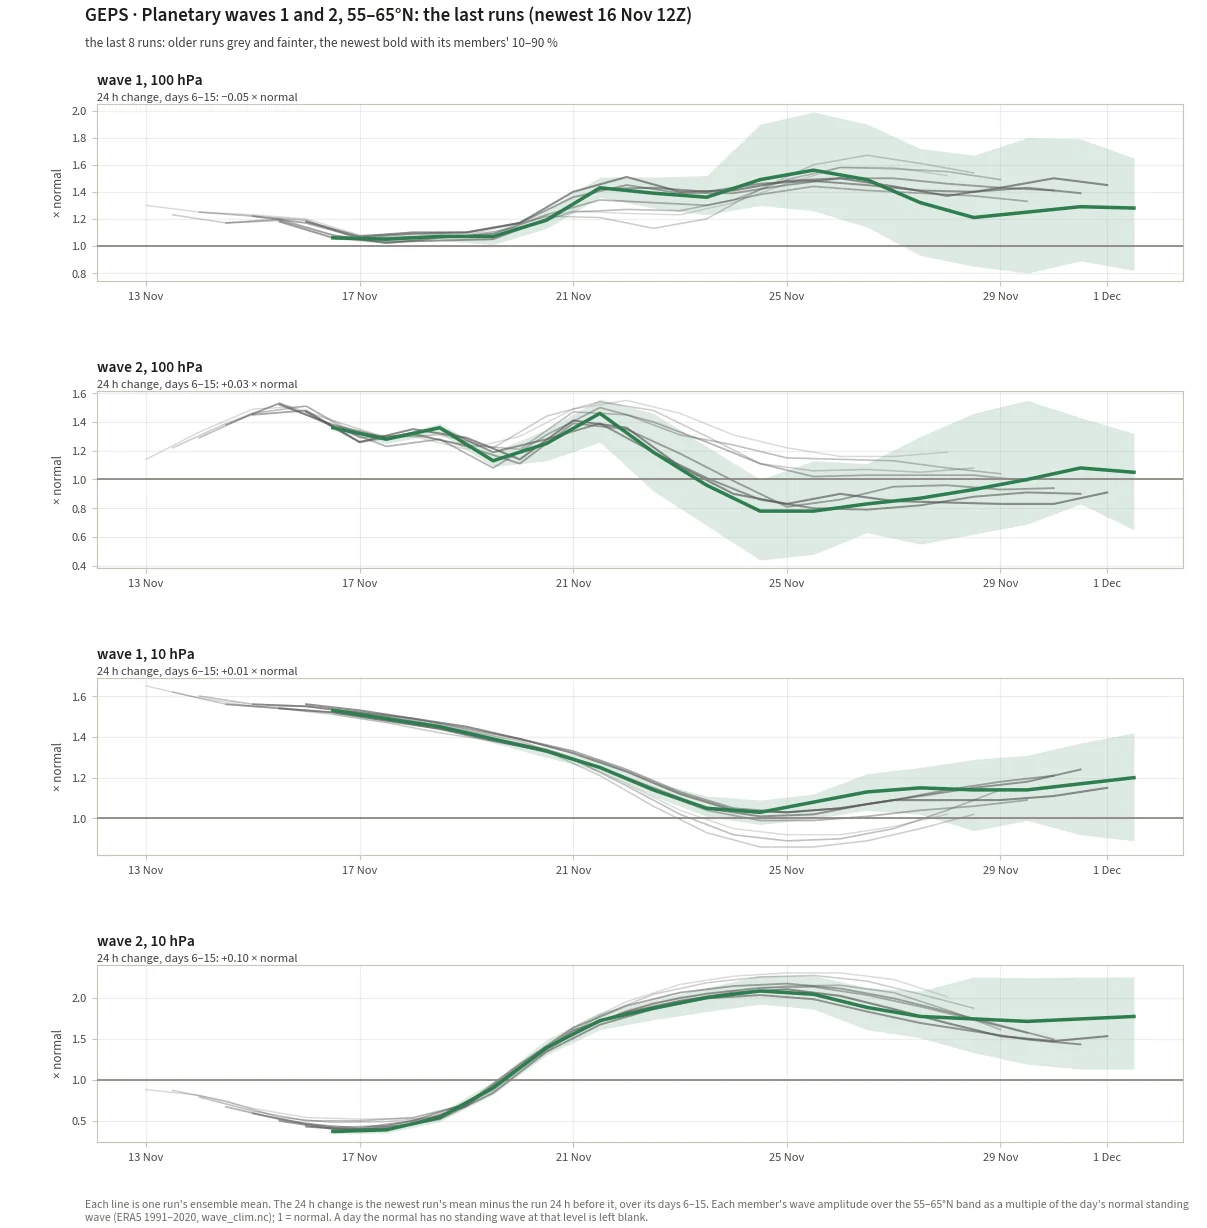 GEPS · Planetary waves 1 and 2, 55–65°N: the last runs (newest 16 Nov 12Z)
the last 8 runs: older runs grey and fainter, the newest bold with its members' 10–90 %
wave 1, 100 hPa
24 h change, days 6–15: −0.05 × normal
2.0
1.8
1.6
1.4
1.2
1.0
0.8
× normal
13 Nov 17 Nov 21 Nov 25 Nov 29 Nov 1 Dec
wave 2, 100 hPa
24 h change, days 6–15: +0.03 × normal
1.6
1.4
1.2
1.0
0.8
0.6
0.4
× normal
13 Nov 17 Nov 21 Nov 25 Nov 29 Nov 1 Dec
wave 1, 10 hPa
24 h change, days 6–15: +0.01 × normal
1.6
1.4
1.2
1.0
× normal
13 Nov 17 Nov 21 Nov 25 Nov 29 Nov 1 Dec
wave 2, 10 hPa
24 h change, days 6–15: +0.10 × normal
2.0
1.5
1.0
0.5
× normal
13 Nov 17 Nov 21 Nov 25 Nov 29 Nov 1 Dec
Each line is one run's ensemble mean. The 24 h change is the newest run's mean minus the run 24 h before it, over its days 6–15. Each member's wave amplitude over the 55–65°N band as a multiple of the day's normal standing
wave (ERA5 1991–2020, wave_clim.nc); 1 = normal. A day the normal has no standing wave at that level is left blank.